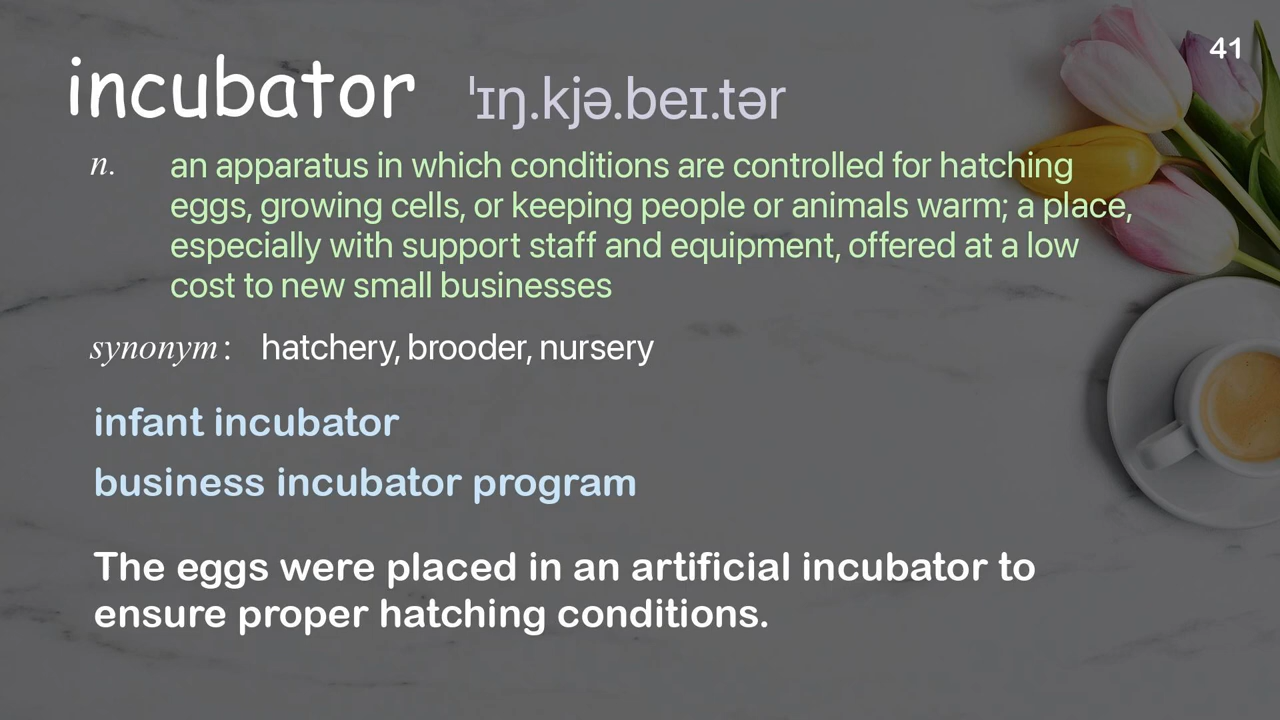 41
incubator ˈɪŋ.kjə.beɪ.tər
n. an apparatus in which conditions are controlled for hatching
eggs, growing cells, or keeping people or animals warm; a place,
especially with support staff and equipment, offered at a low
cost to new small businesses
synonym: hatchery, brooder, nursery
infant incubator
business incubator program
The eggs were placed in an artificial incubator to
ensure proper hatching conditions.